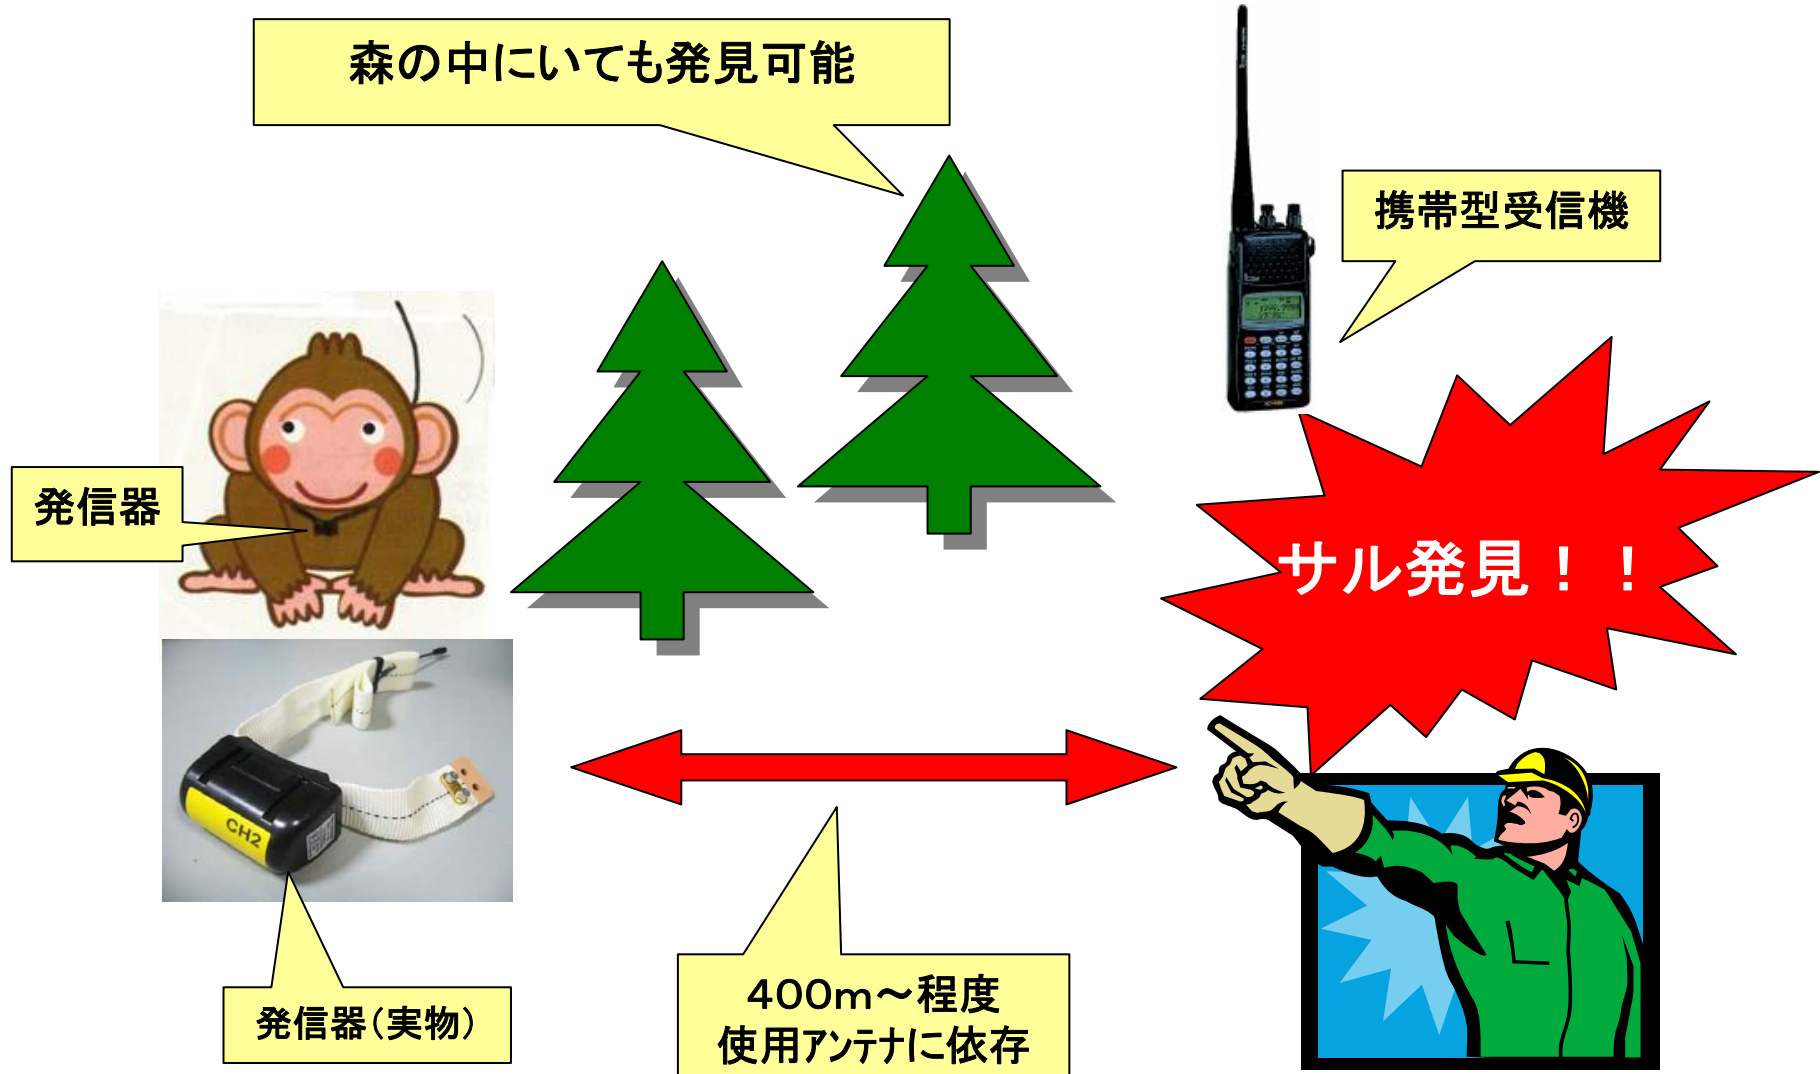 森の中にいても発見可能
携帯型受信機
発信器
サル発見！！
CH2
発信器（実物）
400m～程度
使用アンテナに依存